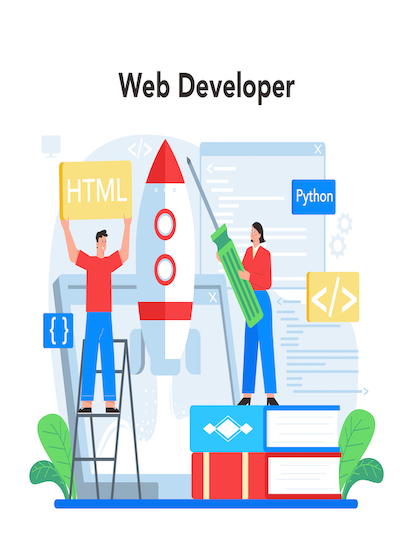 Web Developer
</>
X
HTML
Python
</>
X
{ }